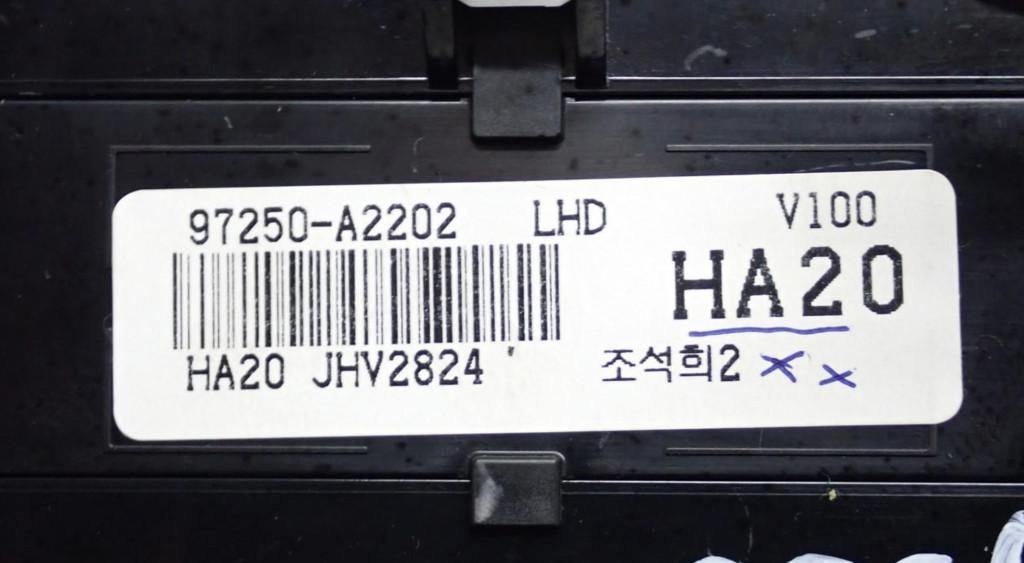 97250-A2202 LHD V100
HA20
HA20 JHV2824
조석희2 x x